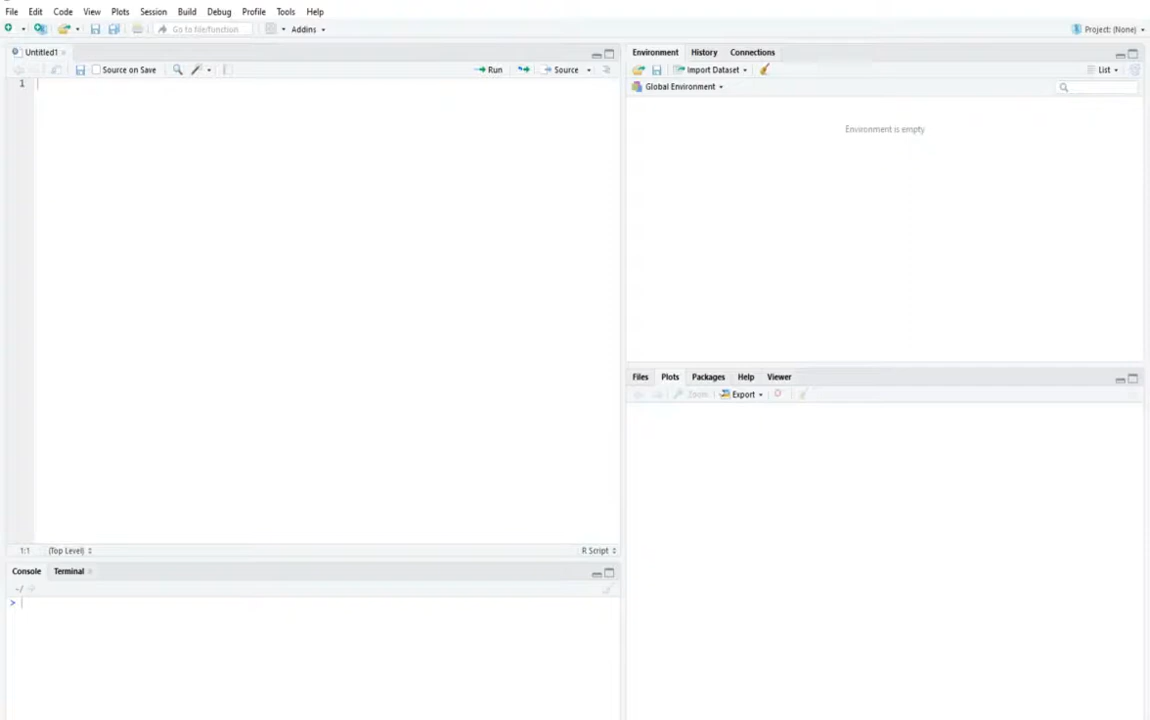 File Edit Code View Plots Session Build Debug Profile Tools Help
Go to file/function Addins Project: (None)
Untitled1
Source on Save Run Source
1
1:1 (Top Level) R Script
Console Terminal
~/
>
Environment History Connections
Import Dataset List
Global Environment
Environment is empty
Files Plots Packages Help Viewer
Zoom Export